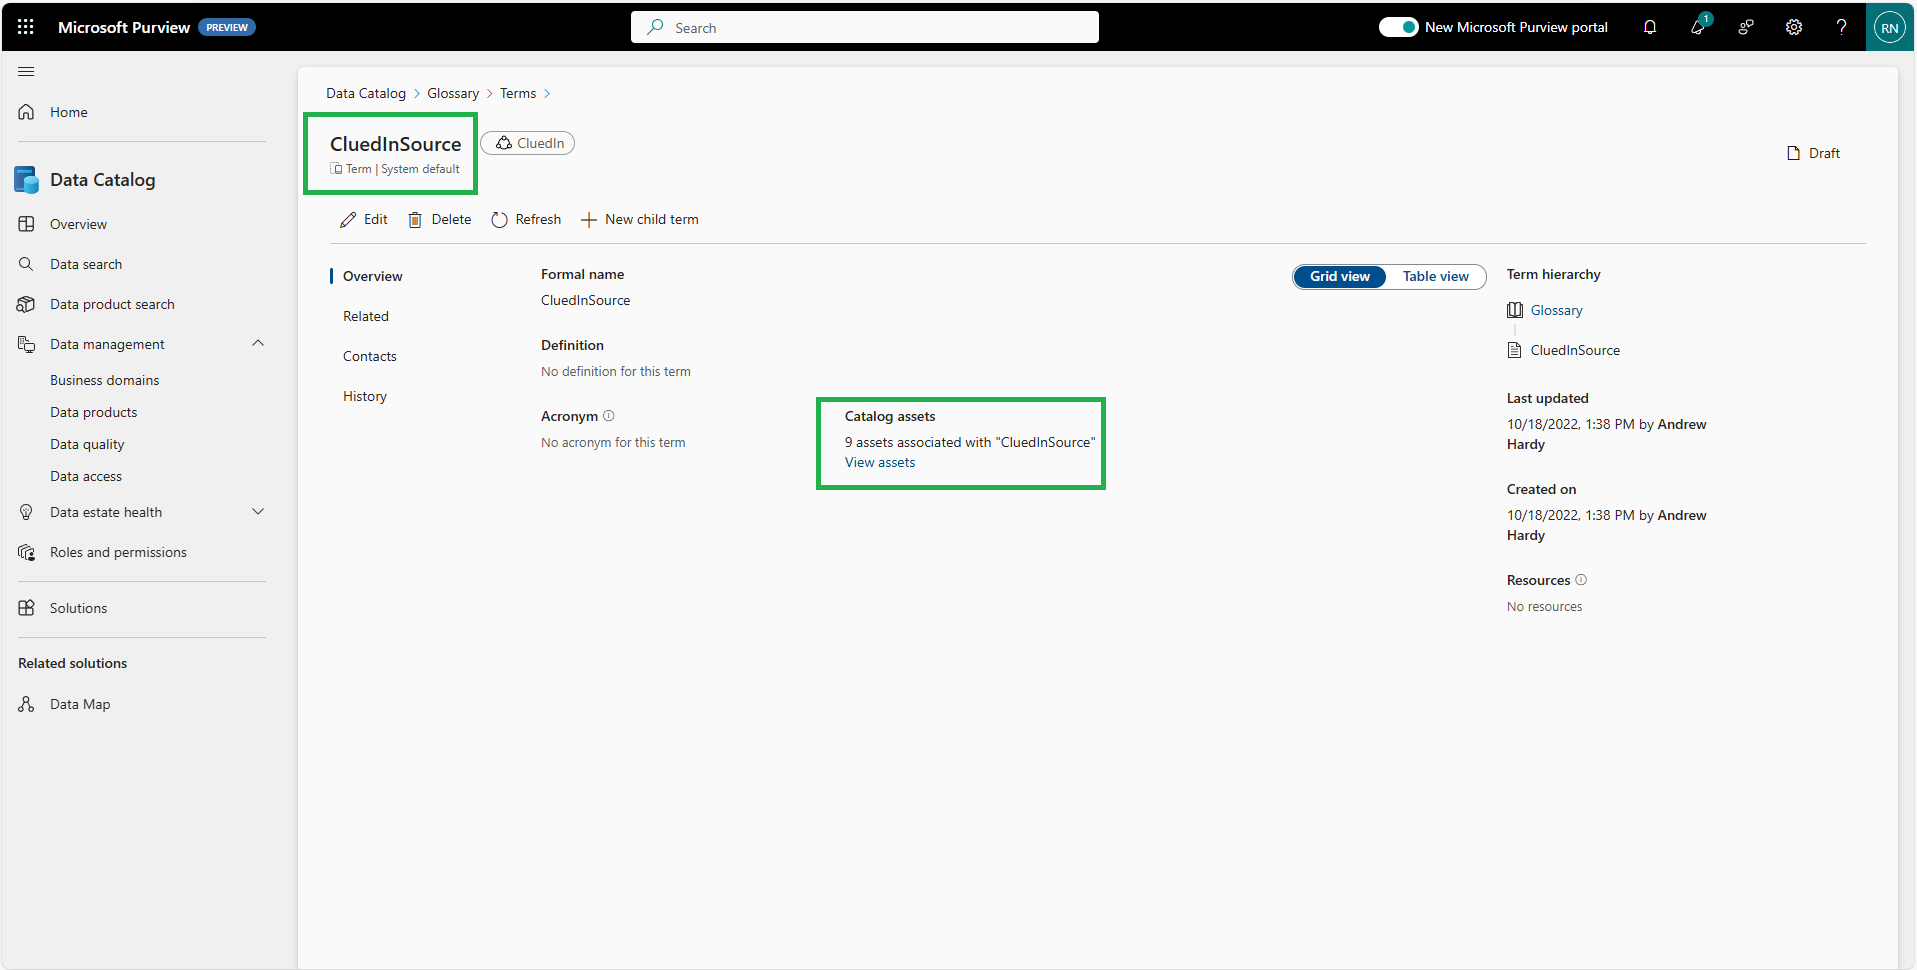 Microsoft Purview PREVIEW
Search
New Microsoft Purview portal
1
RN
Home
Data Catalog
Overview
Data search
Data product search
Data management
Business domains
Data products
Data quality
Data access
Data estate health
Roles and permissions
Solutions
Related solutions
Data Map
Data Catalog > Glossary > Terms >
CluedInSource
CluedIn
Term | System default
Draft
Edit
Delete
Refresh
New child term
Overview
Related
Contacts
History
Formal name
CluedInSource
Definition
No definition for this term
Acronym
No acronym for this term
Catalog assets
9 assets associated with "CluedInSource"
View assets
Grid view
Table view
Term hierarchy
Glossary
CluedInSource
Last updated
10/18/2022, 1:38 PM by Andrew
Hardy
Created on
10/18/2022, 1:38 PM by Andrew
Hardy
Resources
No resources